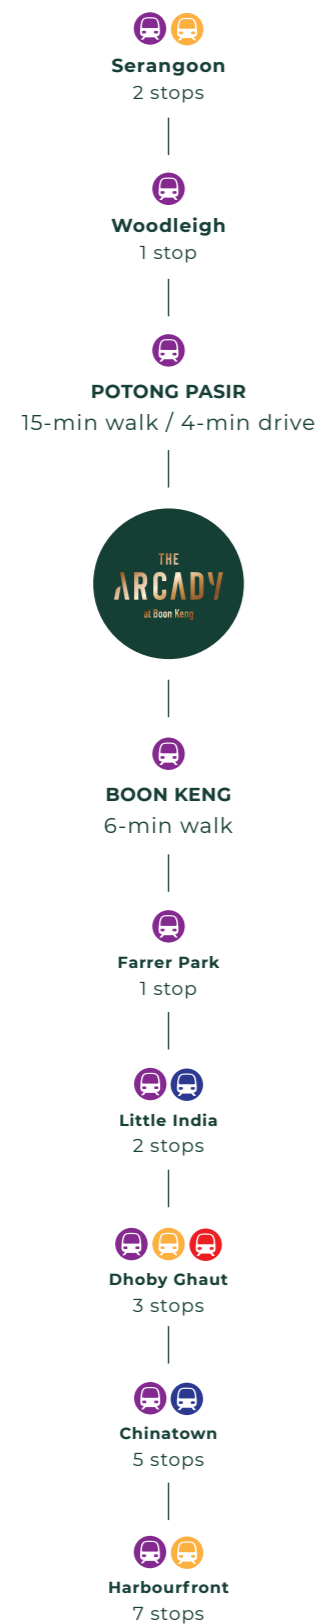 Serangoon
2 stops
Woodleigh
1 stop
POTONG PASIR
15-min walk / 4-min drive
THE
ARCADY
at Boon Keng
BOON KENG
6-min walk
Farrer Park
1 stop
Little India
2 stops
Dhoby Ghaut
3 stops
Chinatown
5 stops
Harbourfront
7 stops